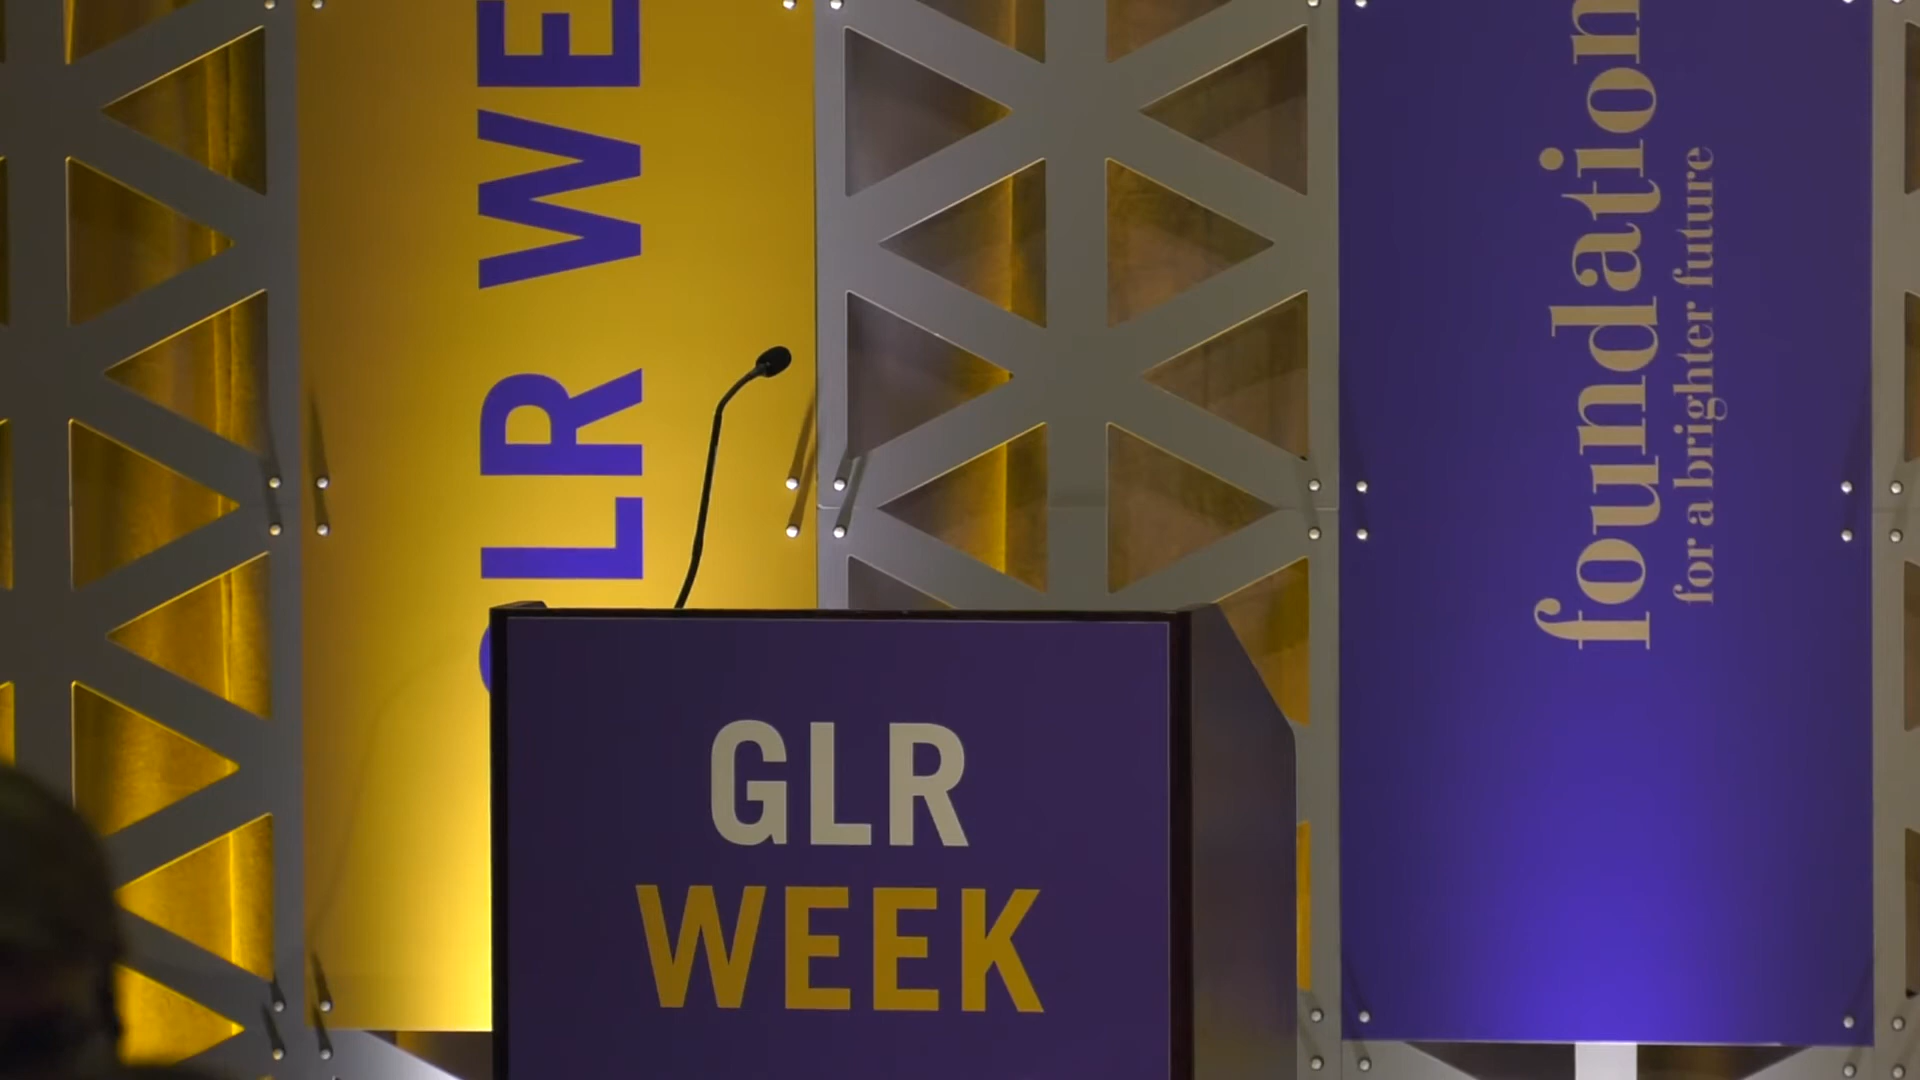 GLR WE
GLR
WEEK
foundation
for a brighter future